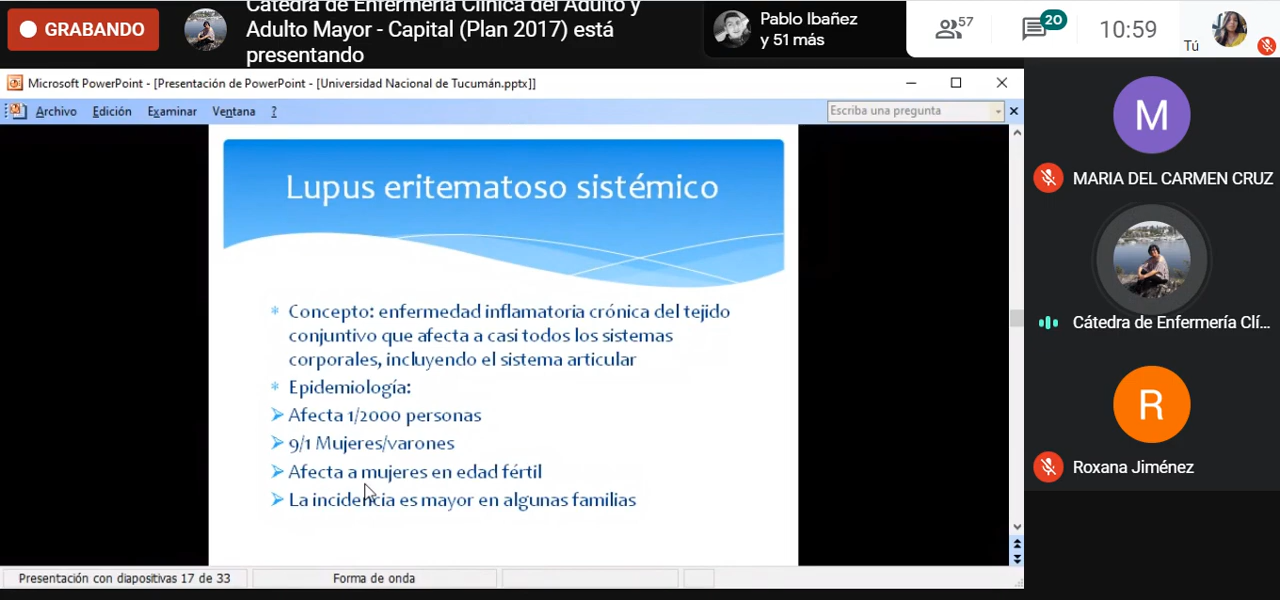 GRABANDO
Cátedra de Enfermería Clínica del Adulto y
Adulto Mayor - Capital (Plan 2017) está
presentando
Pablo Ibañez
y 51 más
57
20
10:59
Tú
Microsoft PowerPoint - [Presentación de PowerPoint - [Universidad Nacional de Tucumán.pptx]]
Archivo Edición Examinar Ventana ?
Escriba una pregunta
Lupus eritematoso sistémico
Concepto: enfermedad inflamatoria crónica del tejido
conjuntivo que afecta a casi todos los sistemas
corporales, incluyendo el sistema articular
Epidemiología:
Afecta 1/2000 personas
9/1 Mujeres/varones
Afecta a mujeres en edad fértil
La incidencia es mayor en algunas familias
Presentación con diapositivas 17 de 33
Forma de onda
M
MARIA DEL CARMEN CRUZ
Cátedra de Enfermería Clí...
R
Roxana Jiménez